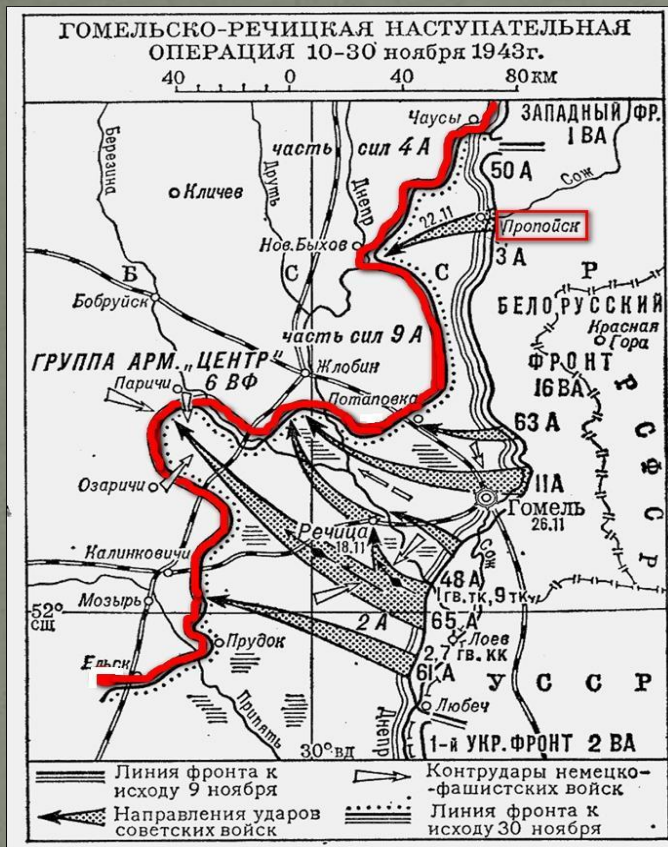 ГОМЕЛЬСКО-РЕЧИЦКАЯ НАСТУПАТЕЛЬНАЯ
ОПЕРАЦИЯ 10-30 ноября 1943г.
40 0 40 80 км
Чаусы
ЗАПАДНЫЙ ФР.
1 ВА
часть сил 4 А
50 А
Березина
Друть
Днепр
Сож
Кличев
22.11
Пропойск
Нов.Быхов
3 А
Б С С Р
Бобруйск
БЕЛОРУССКИЙ
ФРОНТ
16 ВА
Красная
Гора
часть сил 9 А
ГРУППА АРМ. „ЦЕНТР"
6 ВФ
Жлобин
Паричи
Потаповка
Р С Ф С Р
63 А
11А
Озаричи
Гомель
26.11
Речица
18.11
Сож
Калинковичи
48 А
1 гв.тк, 9 тк
Мозырь
52°
сш
2 А
65 А
Лоев
2,7 гв. кк
Прудок
61 А
Ельск
У С С Р
Припять
Любеч
Днепр
30°вд
1-й УКР. ФРОНТ 2 ВА
Линия фронта к
исходу 9 ноября
Контрудары немецко-
-фашистских войск
Направления ударов
советских войск
Линия фронта к
исходу 30 ноября